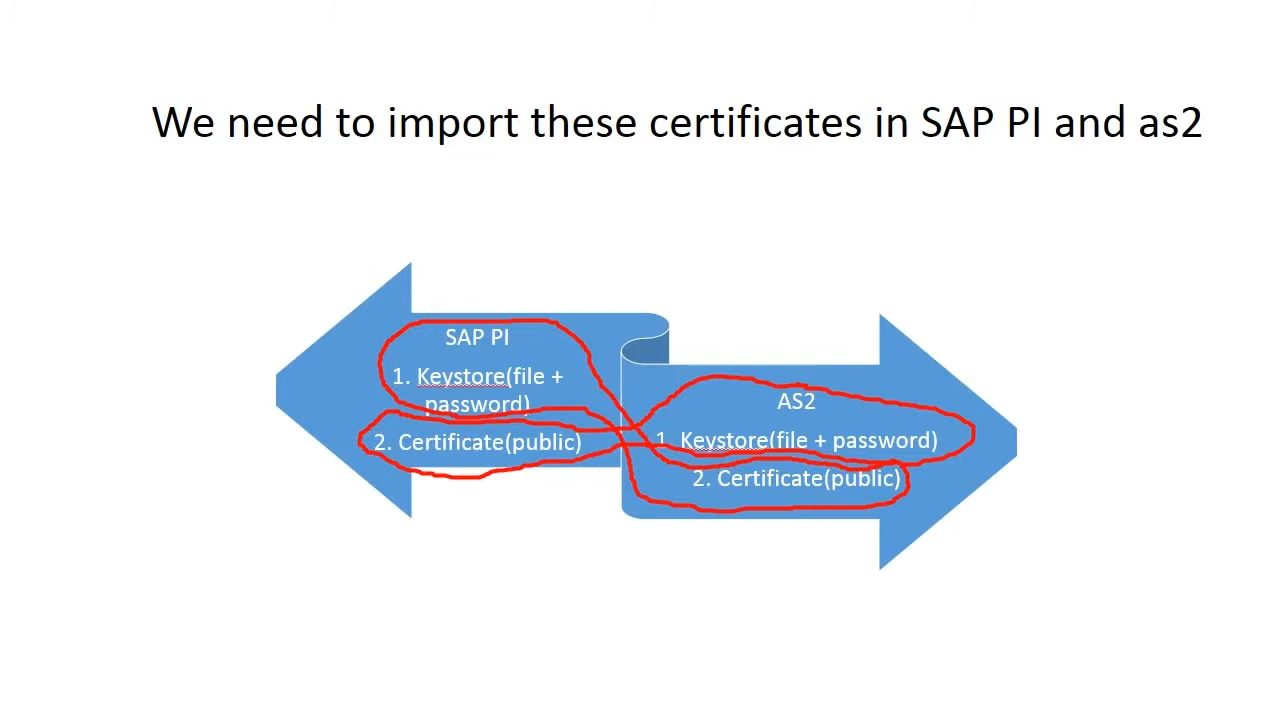 We need to import these certificates in SAP PI and as2
SAP PI
1. Keystore(file +
password)
2. Certificate(public)
AS2
1. Keystore(file + password)
2. Certificate(public)